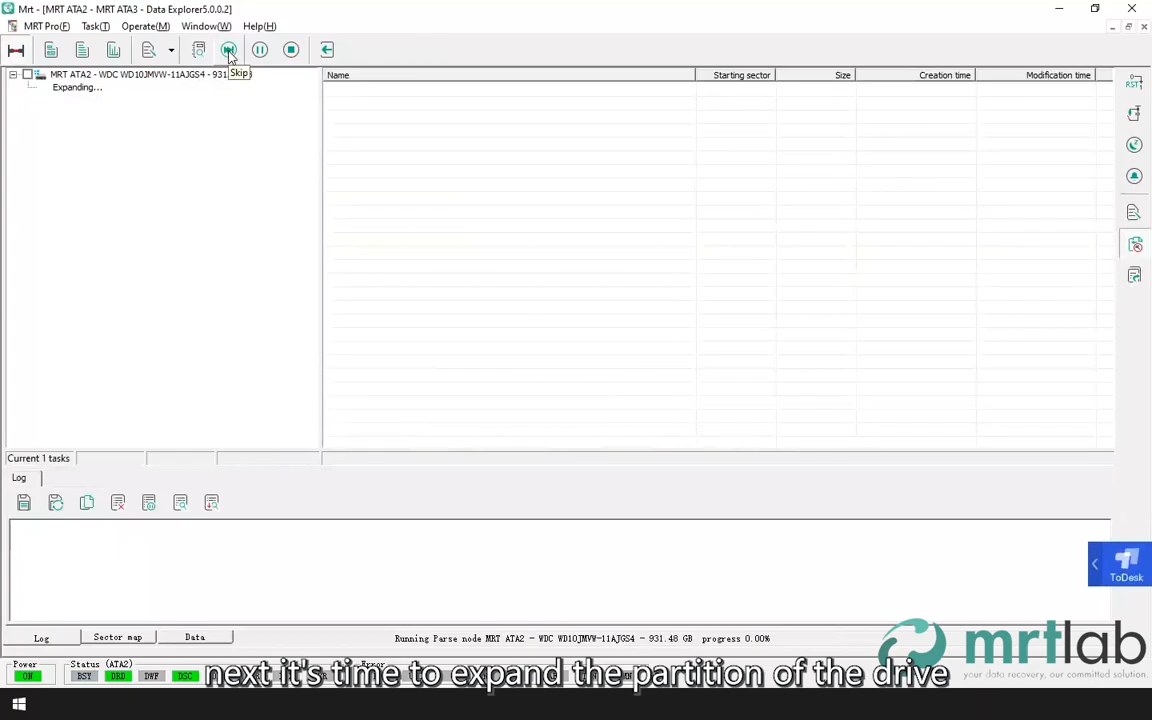 Mrt - MRT ATA2 - MRT ATA3 - Data Explorer5.0.0.2]
MRT Pro(F) Task(T) Operate(M) Window(W) Help(H)
Skip
MRT ATA2 - WDC WD10JMVW-11AJGS4 - 931.
Expanding...
Name Starting sector Size Creation time Modification time
RST
Current 1 tasks
Log
ToDesk
Log Sector map Data
Running Parse node MRT ATA2 - WDC WD10JMVW-11AJGS4 - 931.48 GB progress 0.00%
mrtlab
your data recovery, our committed solution.
Power Status (ATA2)
ON BSY DRD DWF DSC
next it's time to expand the partition of the drive